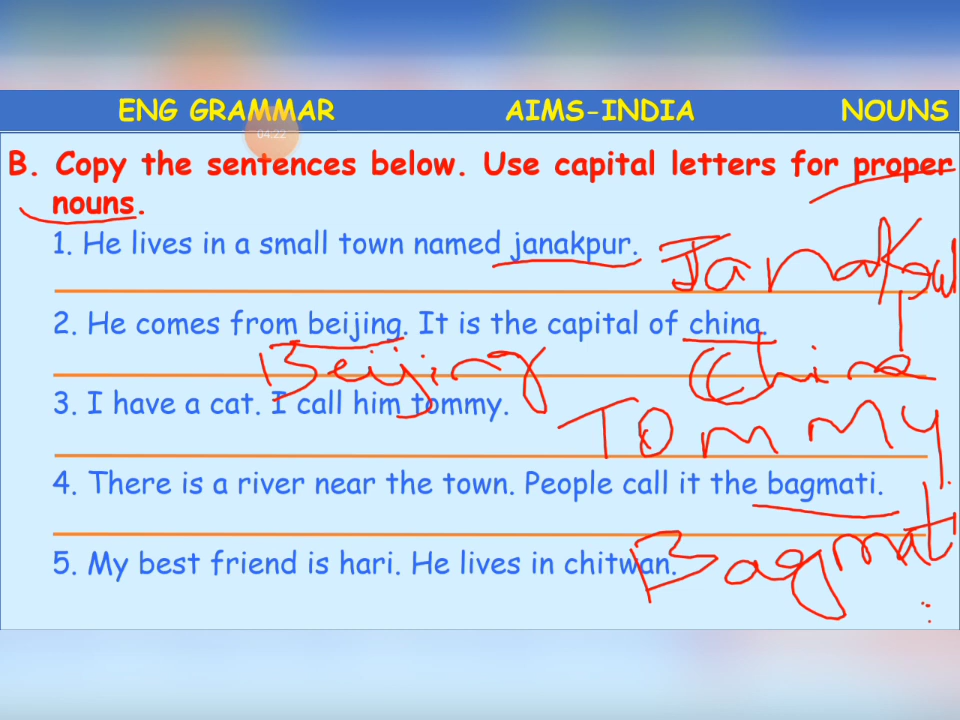 ENG GRAMMAR AIMS-INDIA NOUNS
04:22
B. Copy the sentences below. Use capital letters for proper
nouns.
1. He lives in a small town named janakpur.
Janakpur
2. He comes from beijing. It is the capital of china.
Beijing China
3. I have a cat. I call him tommy.
Tommy
4. There is a river near the town. People call it the bagmati.
Bagmati
5. My best friend is hari. He lives in chitwan.